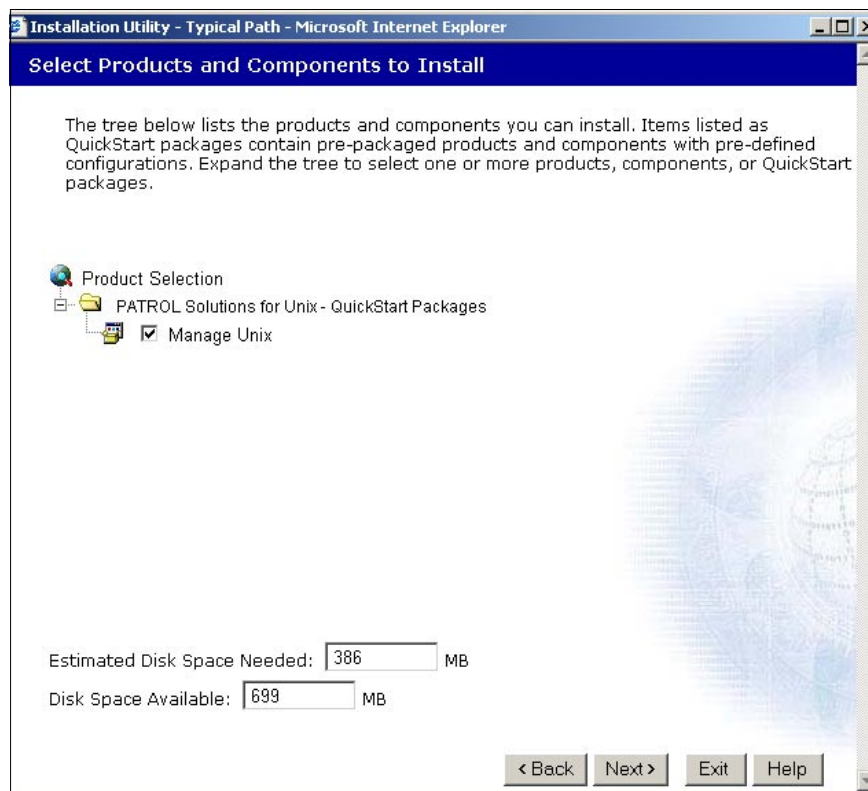 Installation Utility - Typical Path - Microsoft Internet Explorer
Select Products and Components to Install
The tree below lists the products and components you can install. Items listed as
QuickStart packages contain pre-packaged products and components with pre-defined
configurations. Expand the tree to select one or more products, components, or QuickStart
packages.
Product Selection
PATROL Solutions for Unix - QuickStart Packages
Manage Unix
Estimated Disk Space Needed: 386 MB
Disk Space Available: 699 MB
< Back Next > Exit Help